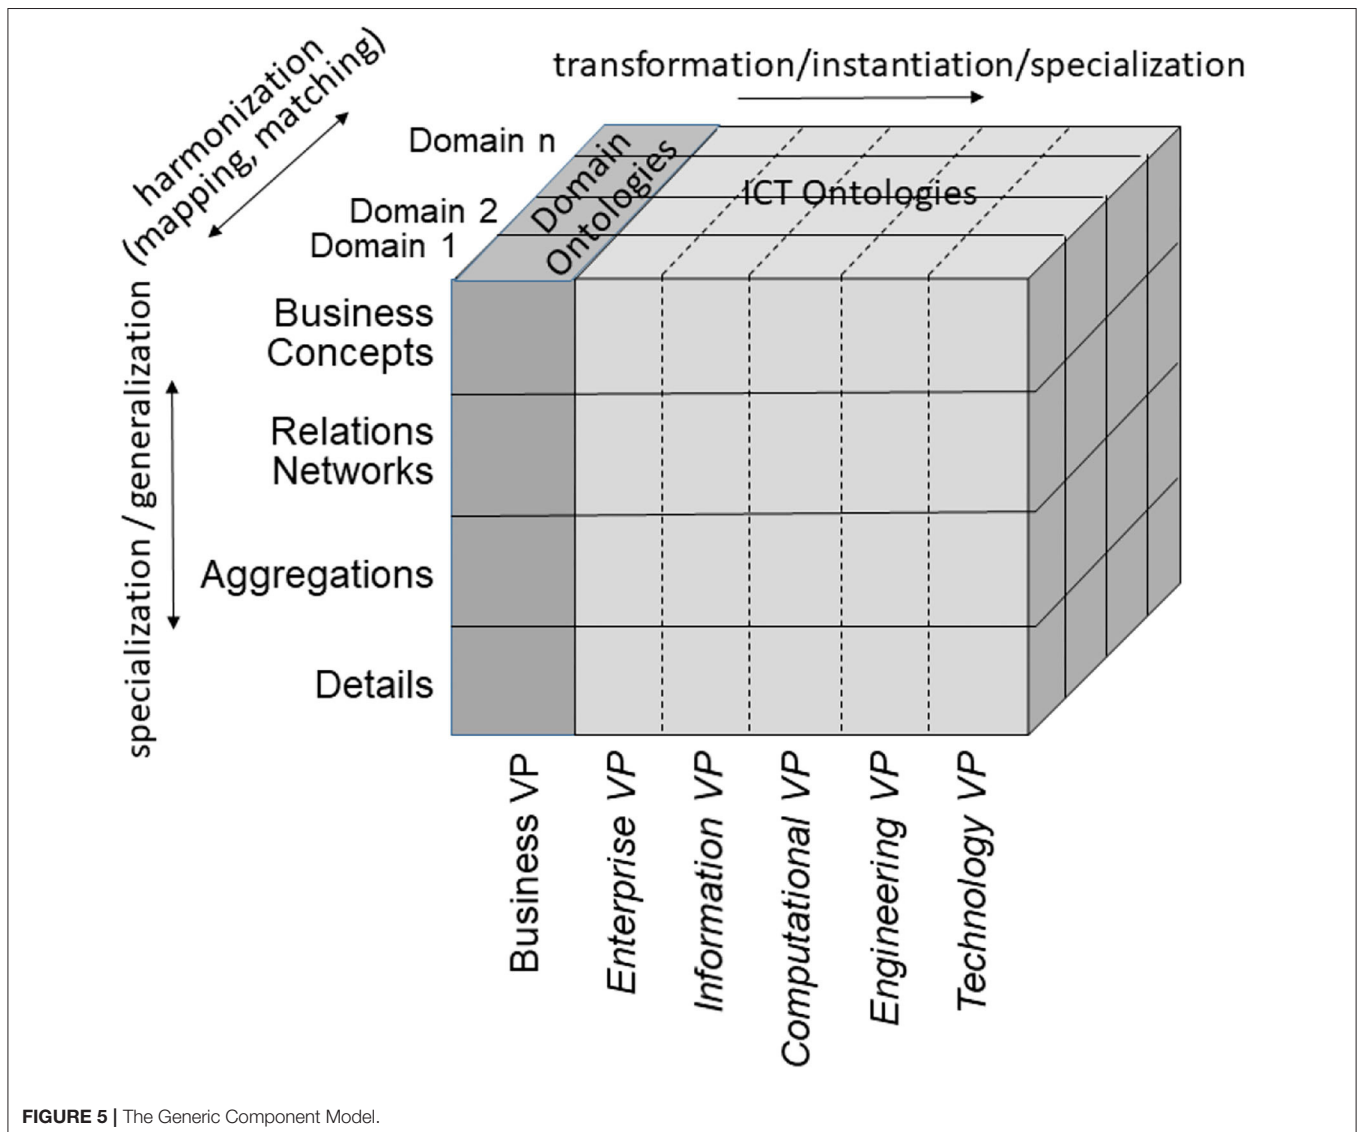 harmonization
(mapping, matching)
transformation/instantiation/specialization
Domain n
Domain 2
Domain 1
Domain
Ontologies
ICT Ontologies
specialization / generalization
Business
Concepts
Relations
Networks
Aggregations
Details
Business VP
Enterprise VP
Information VP
Computational VP
Engineering VP
Technology VP
FIGURE 5 | The Generic Component Model.